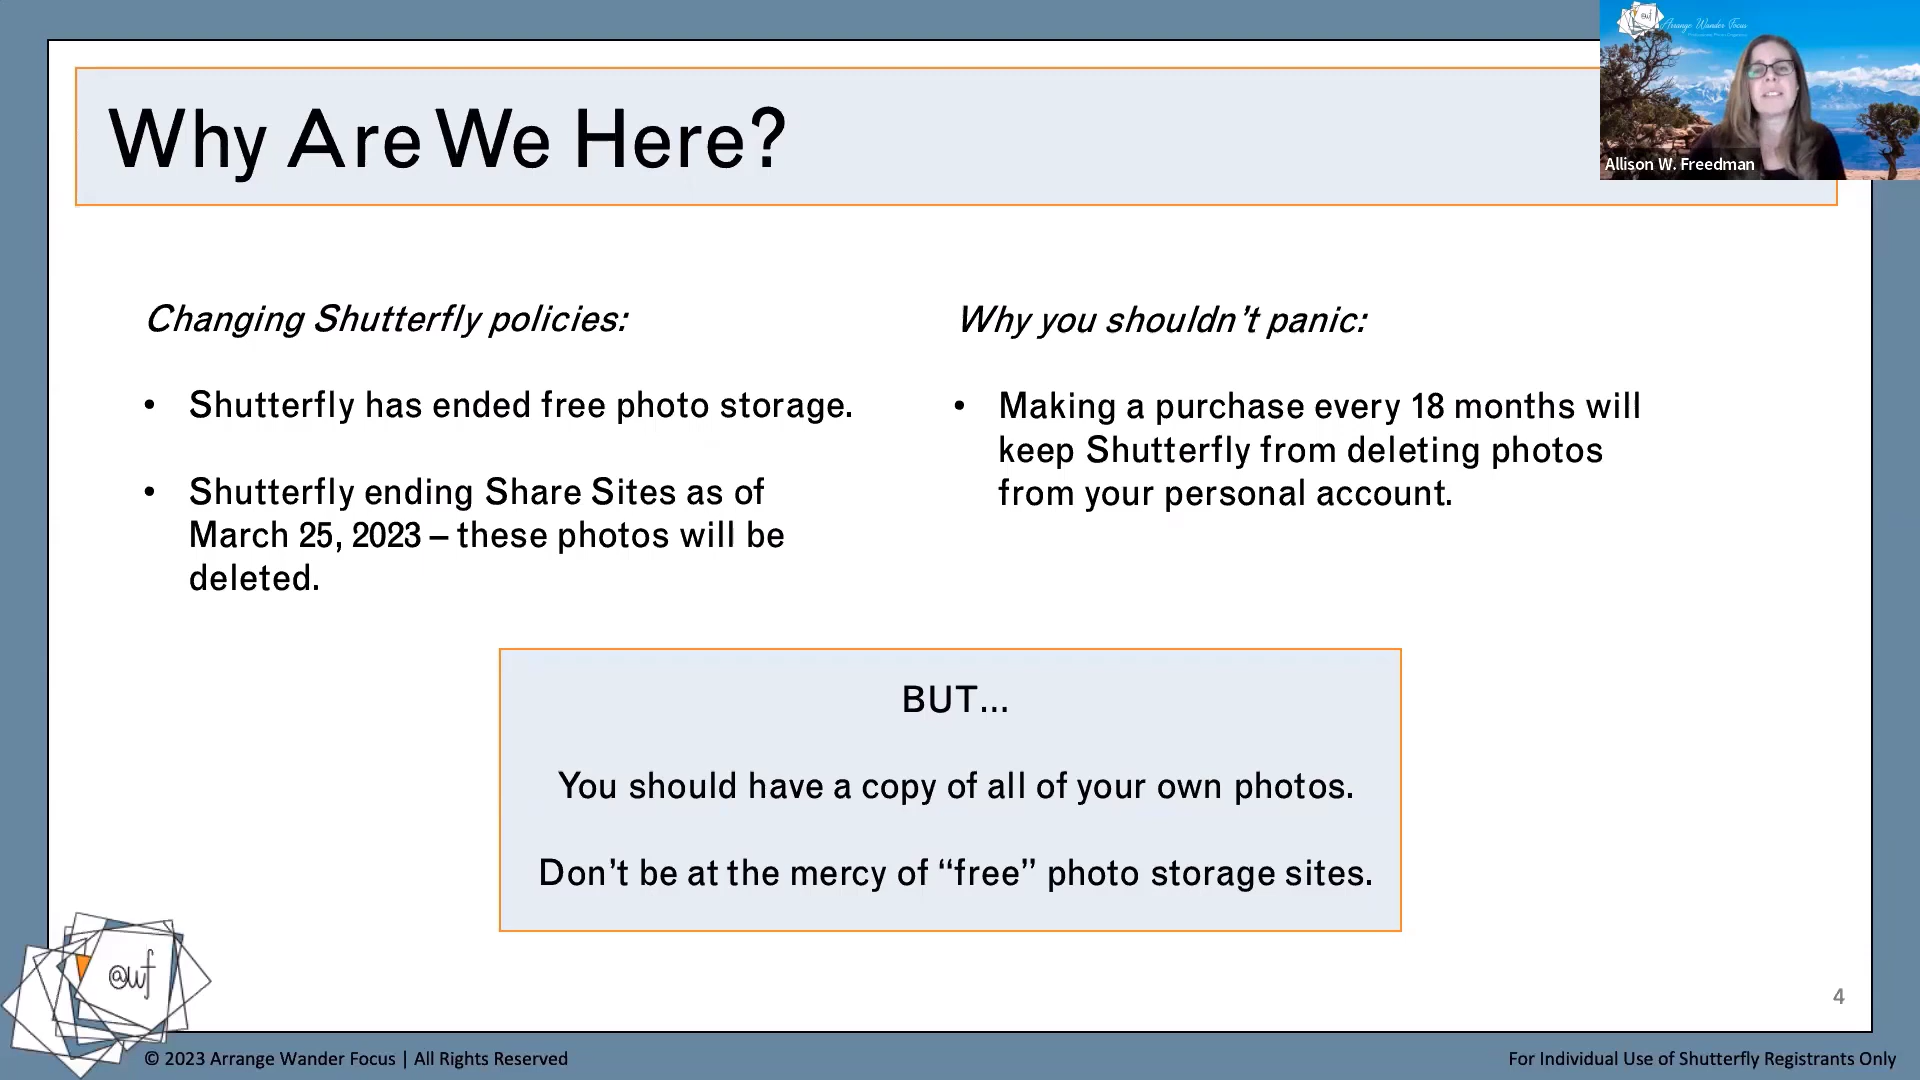 Why Are We Here?
Arrange Wander Focus
Allison W. Freedman
Changing Shutterfly policies:
• Shutterfly has ended free photo storage.
• Shutterfly ending Share Sites as of
March 25, 2023 – these photos will be
deleted.
Why you shouldn’t panic:
• Making a purchase every 18 months will
keep Shutterfly from deleting photos
from your personal account.
BUT...
You should have a copy of all of your own photos.
Don’t be at the mercy of “free” photo storage sites.
@wf
4
© 2023 Arrange Wander Focus | All Rights Reserved
For Individual Use of Shutterfly Registrants Only